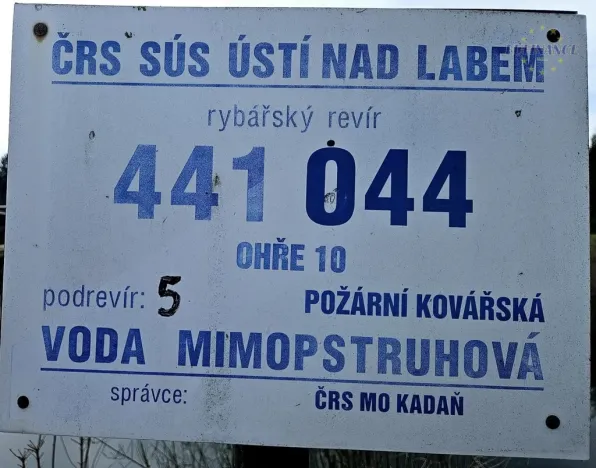 ČRS SÚS ÚSTÍ NAD LABEM
rybářský revír
441 044
OHŘE 10
podrevír: 5 POŽÁRNÍ KOVÁŘSKÁ
VODA MIMOPSTRUHOVÁ
správce: ČRS MO KADAŇ